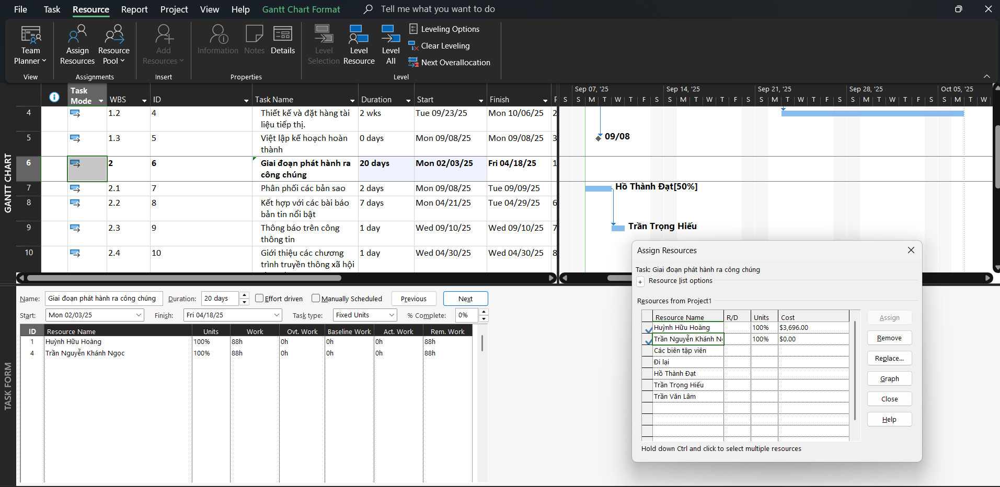 File Task Resource Report Project View Help Gantt Chart Format Tell me what you want to do
Team Planner
Assign Resources
Resource Pool
Add Resources
Information
Notes
Details
Level Selection
Level Resource
Level All
Leveling Options
Clear Leveling
Next Overallocation
View Assignments Insert Properties Level
GANTT CHART
Task Mode WBS ID Task Name Duration Start Finish
Sep 07, '25 Sep 14, '25 Sep 21, '25 Sep 28, '25 Oct 05, '25
S S M T W T F S S M T W T F S S M T W T F S S M T W T F S S M T W
4 1.2 4 Thiết kế và đặt hàng tài 2 wks Tue 09/23/25 Mon 10/06/25 2
liệu tiếp thị.
5 1.3 5 Việt lập kế hoạch hoàn 0 days Mon 09/08/25 Mon 09/08/25 3
thành
09/08
6 2 6 Giai đoạn phát hành ra 20 days Mon 02/03/25 Fri 04/18/25 1
công chúng
7 2.1 7 Phân phối các bản sao 2 days Mon 09/08/25 Tue 09/09/25
Hồ Thành Đạt[50%]
8 2.2 8 Kết hợp với các bài báo 7 days Mon 04/21/25 Tue 04/29/25 6
bản tin nổi bật
9 2.3 9 Thông báo trên công 1 day Wed 09/10/25 Wed 09/10/25 7
thông tin
Trần Trọng Hiếu
10 2.4 10 Giới thiệu các chương 1 day Wed 04/30/25 Wed 04/30/25 8
trình truyền thông xã hội
TASK FORM
Name: Giai đoạn phát hành ra công chúng Duration: 20 days Effort driven Manually Scheduled Previous Next
Start: Mon 02/03/25 Finish: Fri 04/18/25 Task type: Fixed Units % Complete: 0%
ID Resource Name Units Work Ovt. Work Baseline Work Act. Work Rem. Work
1 Huỳnh Hữu Hoàng 100% 88h 0h 0h 0h 88h
4 Trần Nguyễn Khánh Ngọc 100% 88h 0h 0h 0h 88h
Assign Resources
Task: Giai đoạn phát hành ra công chúng
+ Resource list options
Resources from Project1
Resource Name R/D Units Cost
Huỳnh Hữu Hoàng 100% $3,696.00
Trần Nguyễn Khánh 100% $0.00
Các biên tập viên
Đi lại
Hồ Thành Đạt
Trần Trọng Hiếu
Trần Văn Lâm
Assign
Remove
Replace...
Graph
Close
Help
Hold down Ctrl and click to select multiple resources